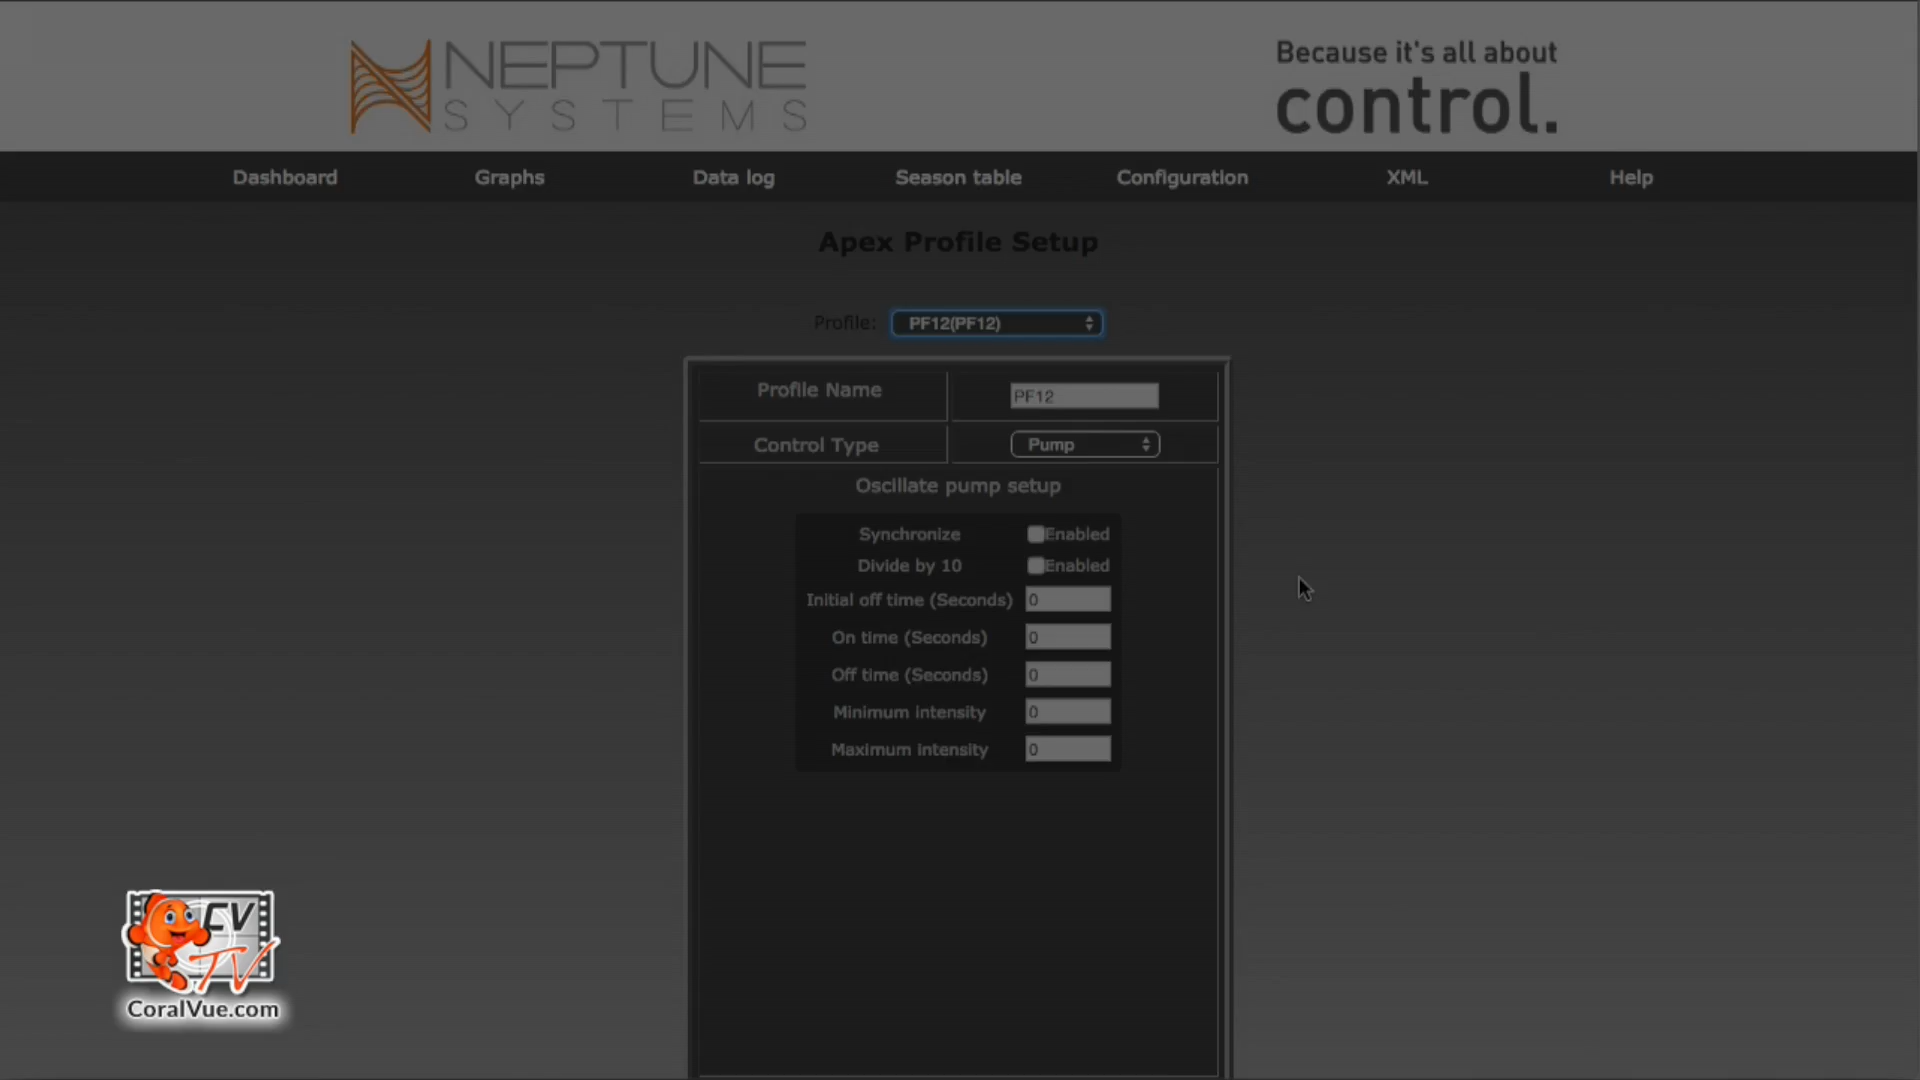 NEPTUNE
SYSTEMS
Because it's all about
control.
Dashboard Graphs Data log Season table Configuration XML Help
Apex Profile Setup
Profile: PF12(PF12)
Profile Name PF12
Control Type Pump
Oscillate pump setup
Synchronize Enabled
Divide by 10 Enabled
Initial off time (Seconds) 0
On time (Seconds) 0
Off time (Seconds) 0
Minimum intensity 0
Maximum intensity 0
CV
TV
CoralVue.com